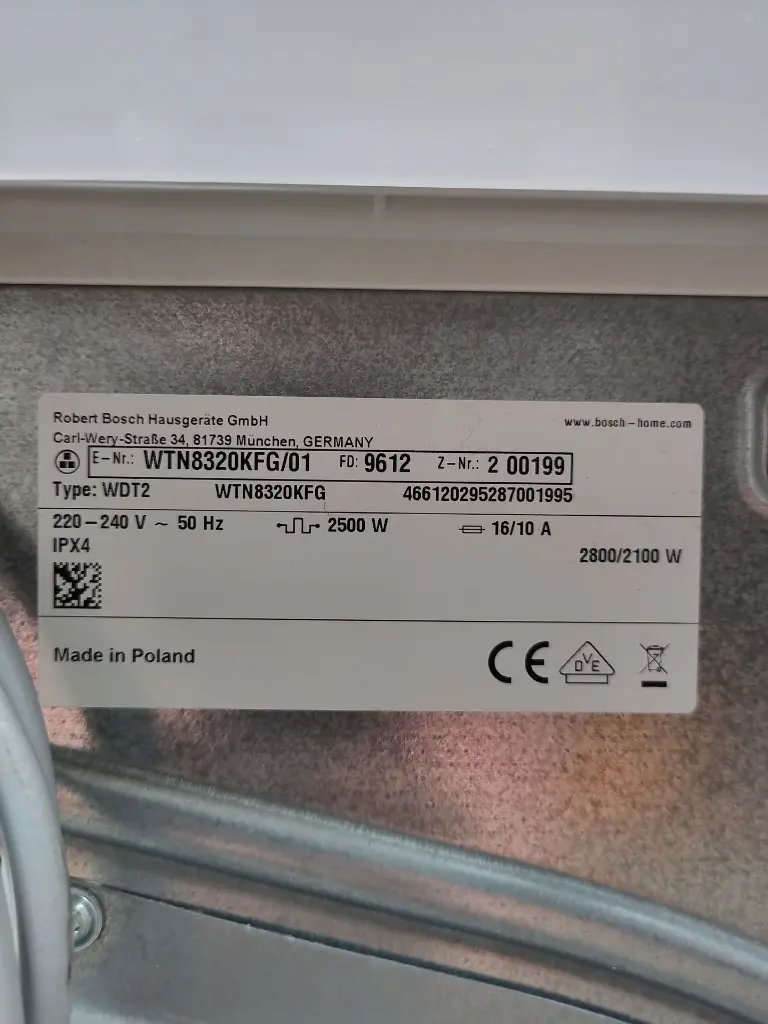 Robert Bosch Hausgeräte GmbH
www.bosch-home.com
Carl-Wery-Straße 34, 81739 München, GERMANY
E-Nr.: WTN8320KFG/01 FD: 9612 Z-Nr.: 2 00199
Type: WDT2 WTN8320KFG 466120295287001995
220-240 V ~ 50 Hz 2500 W 16/10 A
IPX4
2800/2100 W
Made in Poland
CE DVE